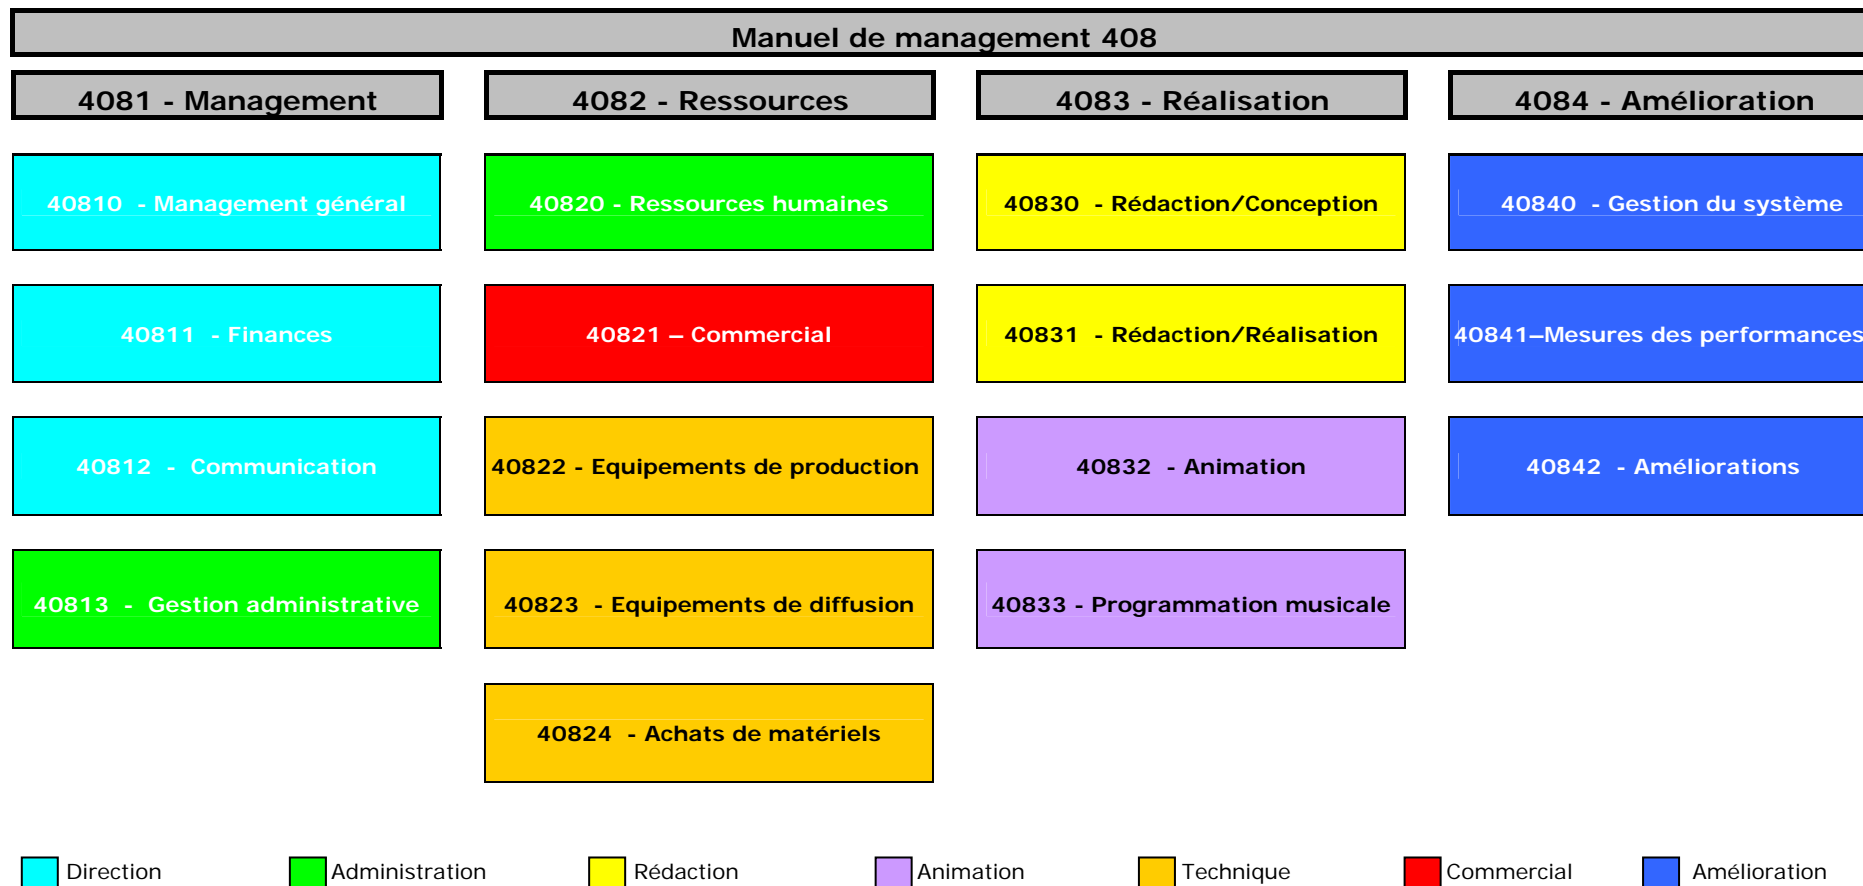 Manuel de management 408
4081 - Management
4082 - Ressources
4083 - Réalisation
4084 - Amélioration
40810 - Management général
40820 - Ressources humaines
40830 - Rédaction/Conception
40840 - Gestion du système
40811 - Finances
40821 – Commercial
40831 - Rédaction/Réalisation
40841–Mesures des performances
40812 - Communication
40822 - Equipements de production
40832 - Animation
40842 - Améliorations
40813 - Gestion administrative
40823 - Equipements de diffusion
40833 - Programmation musicale
40824 - Achats de matériels
Direction
Administration
Rédaction
Animation
Technique
Commercial
Amélioration